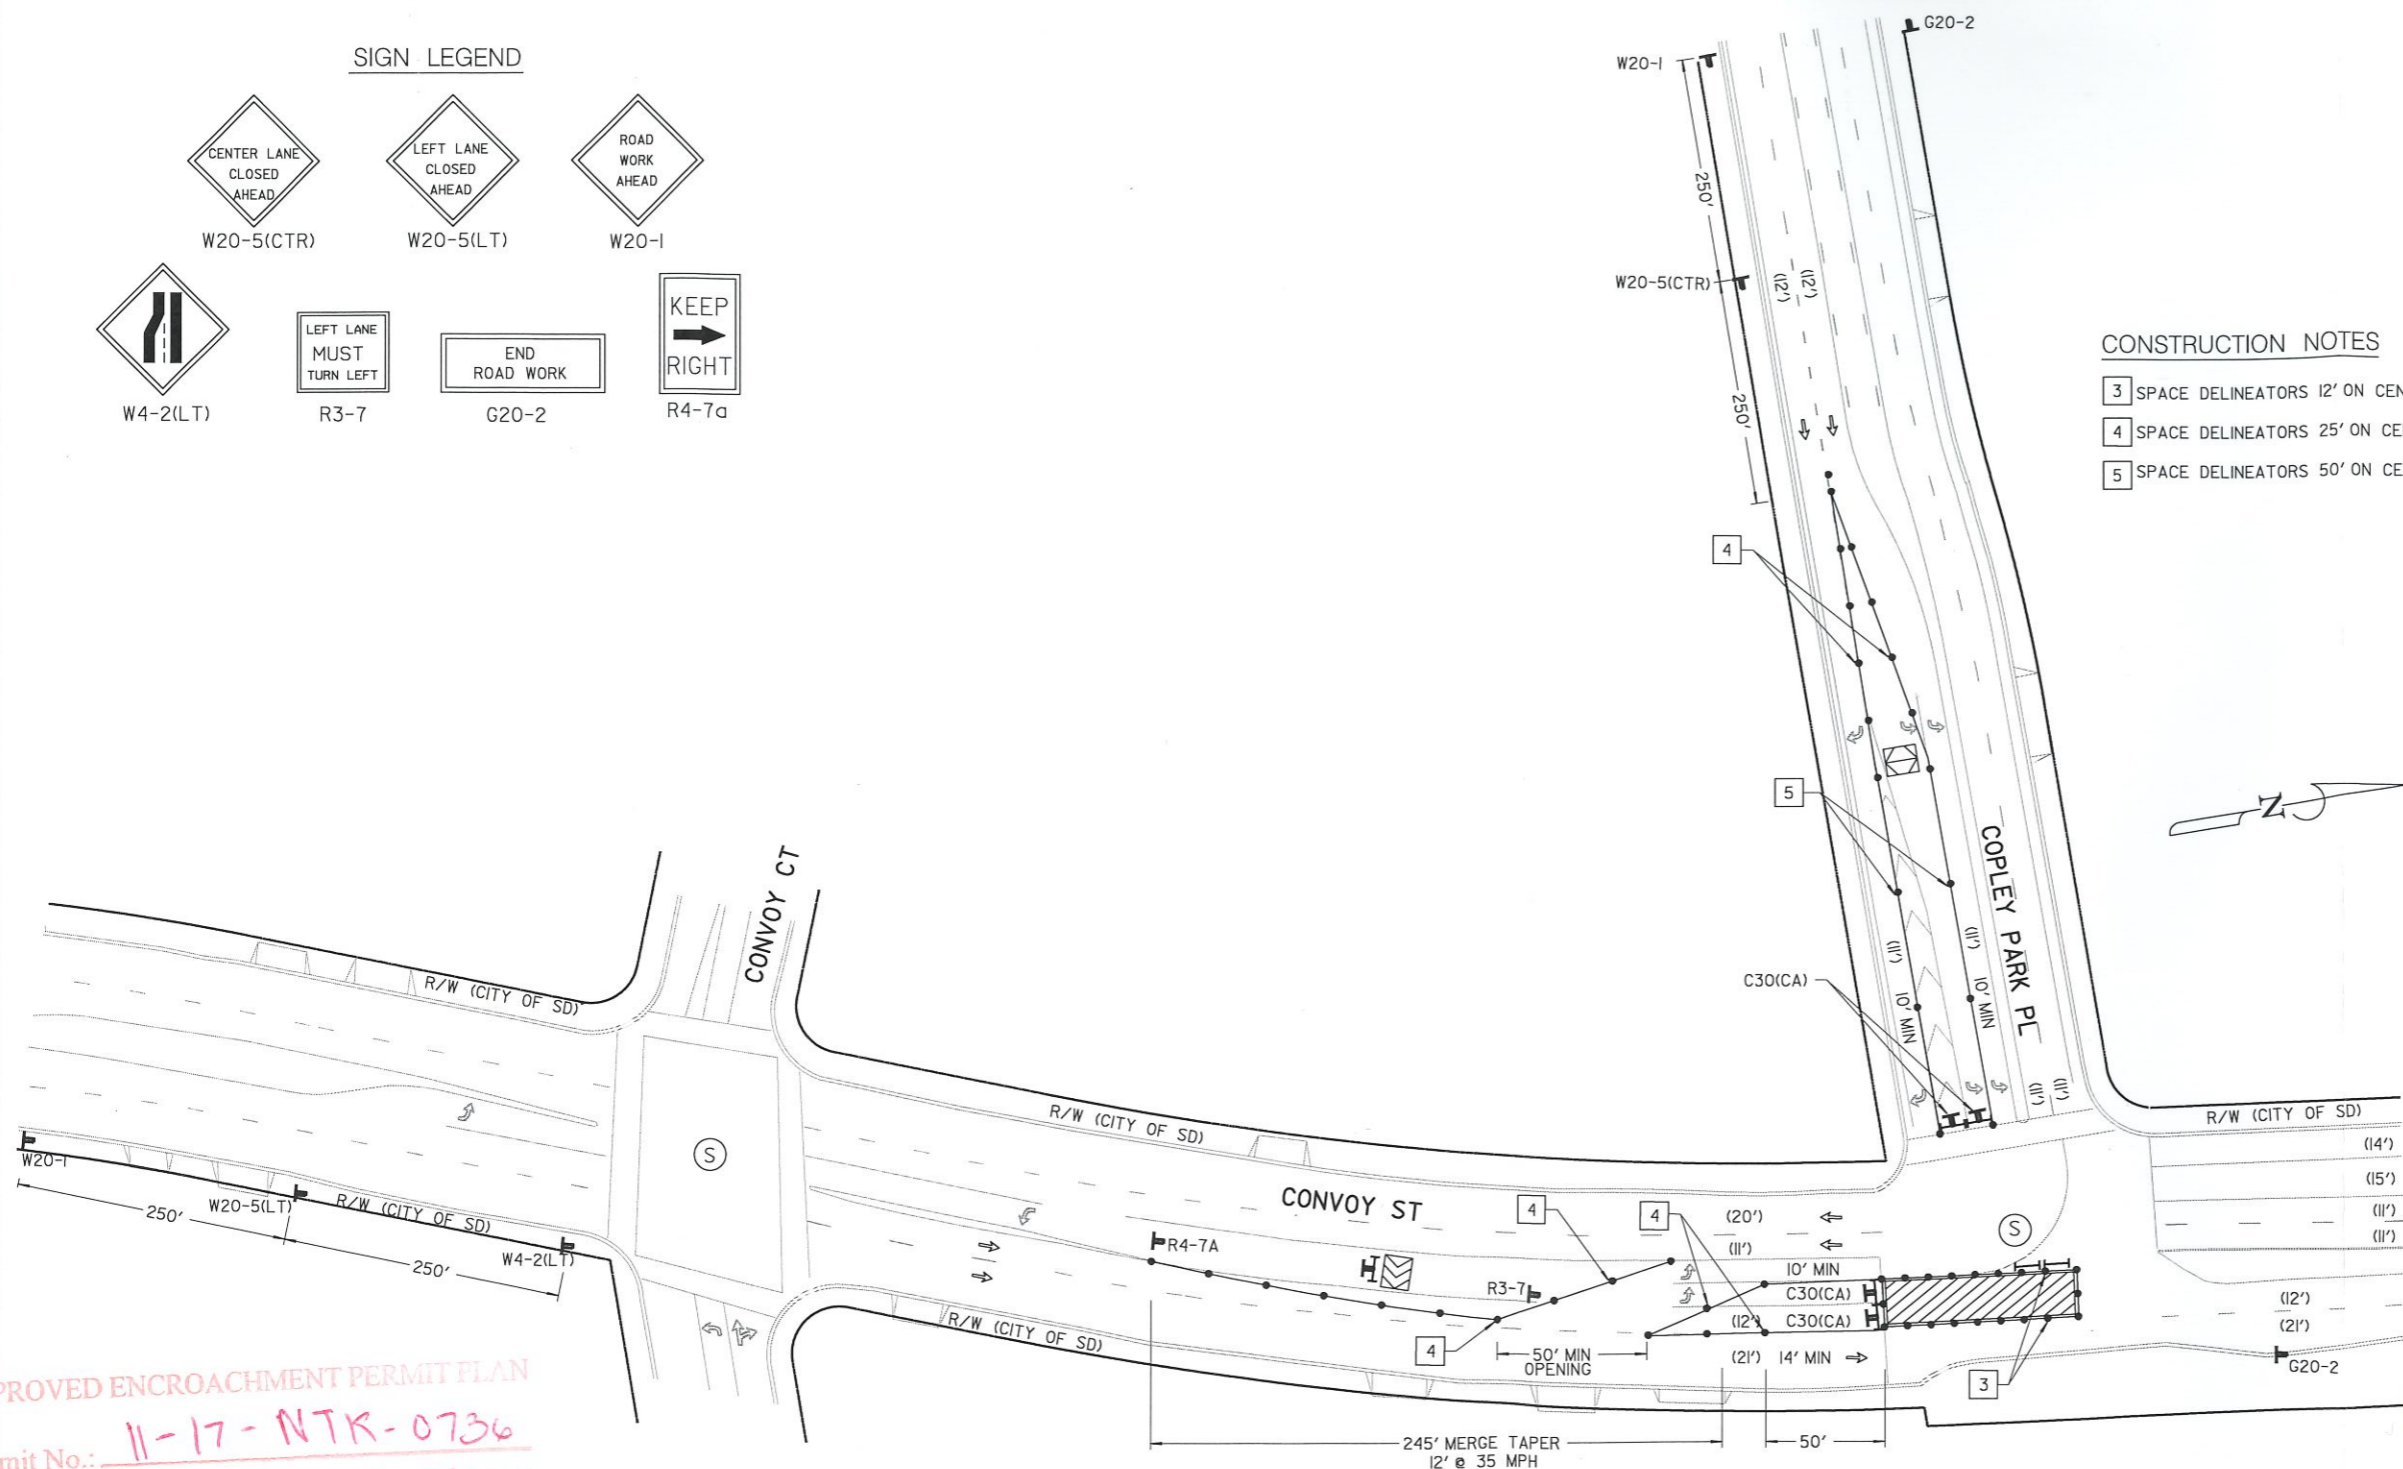 SIGN LEGEND
CENTER LANE
CLOSED
AHEAD
W20-5(CTR)
LEFT LANE
CLOSED
AHEAD
W20-5(LT)
ROAD
WORK
AHEAD
W20-1
W4-2(LT)
LEFT LANE
MUST
TURN LEFT
R3-7
END
ROAD WORK
G20-2
KEEP
RIGHT
R4-7a
G20-2
W20-1
250'
W20-5(CTR)
(12')
(12')
250'
CONSTRUCTION NOTES
3 SPACE DELINEATORS 12' ON CEN
4 SPACE DELINEATORS 25' ON CE
5 SPACE DELINEATORS 50' ON CE
4
5
N
COPLEY PARK PL
(11')
10' MIN
(11')
10' MIN
C30(CA)
(11')
(11')
CONVOY CT
R/W (CITY OF SD)
S
W20-1
250'
W20-5(LT)
R/W (CITY OF SD)
250'
W4-2(LT)
R/W (CITY OF SD)
R/W (CITY OF SD)
CONVOY ST
R4-7A
R3-7
4
4
4
(20')
(11')
10' MIN
C30(CA)
(12')
C30(CA)
(21')
14' MIN
50' MIN
OPENING
S
3
R/W (CITY OF SD)
(14')
(15')
(11')
(11')
(12')
(21')
G20-2
245' MERGE TAPER
12' @ 35 MPH
50'
PROVED ENCROACHMENT PERMIT PLAN
mit No.: 11-17-NTK-0736